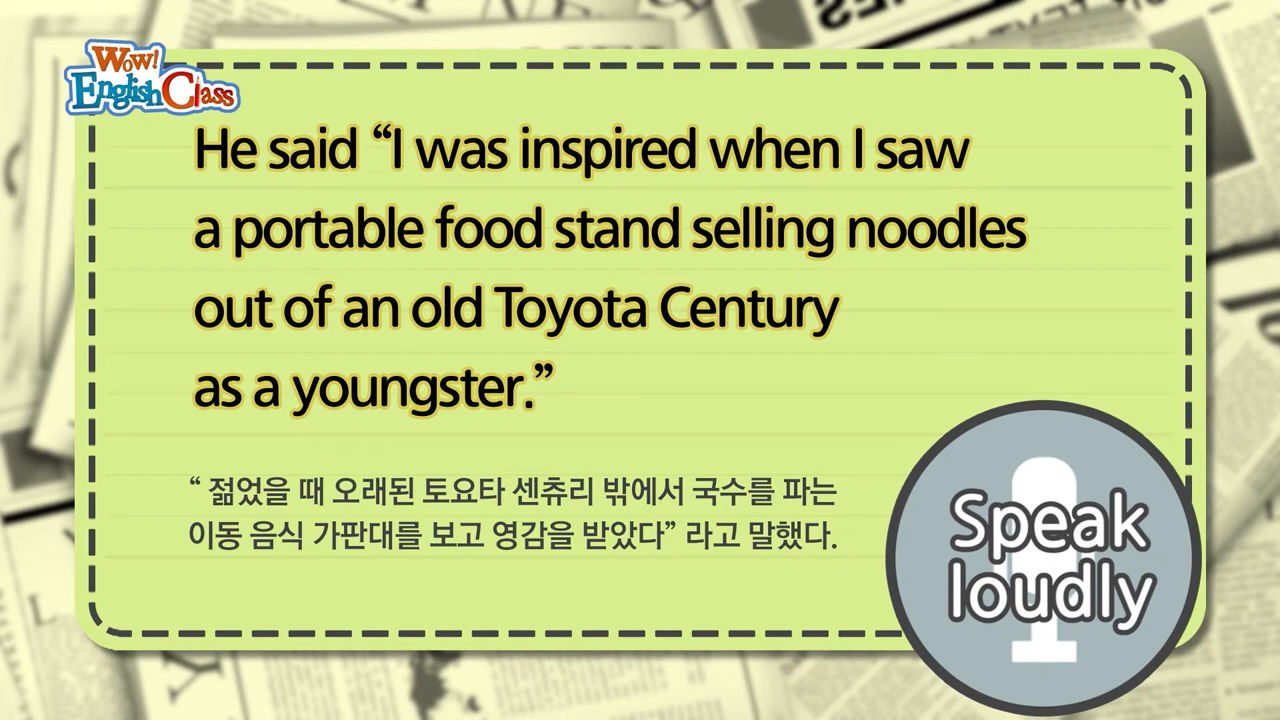 Wow!
English Class
He said “I was inspired when I saw
a portable food stand selling noodles
out of an old Toyota Century
as a youngster.”
“ 젊었을 때 오래된 토요타 센츄리 밖에서 국수를 파는
이동 음식 가판대를 보고 영감을 받았다” 라고 말했다.
Speak
loudly